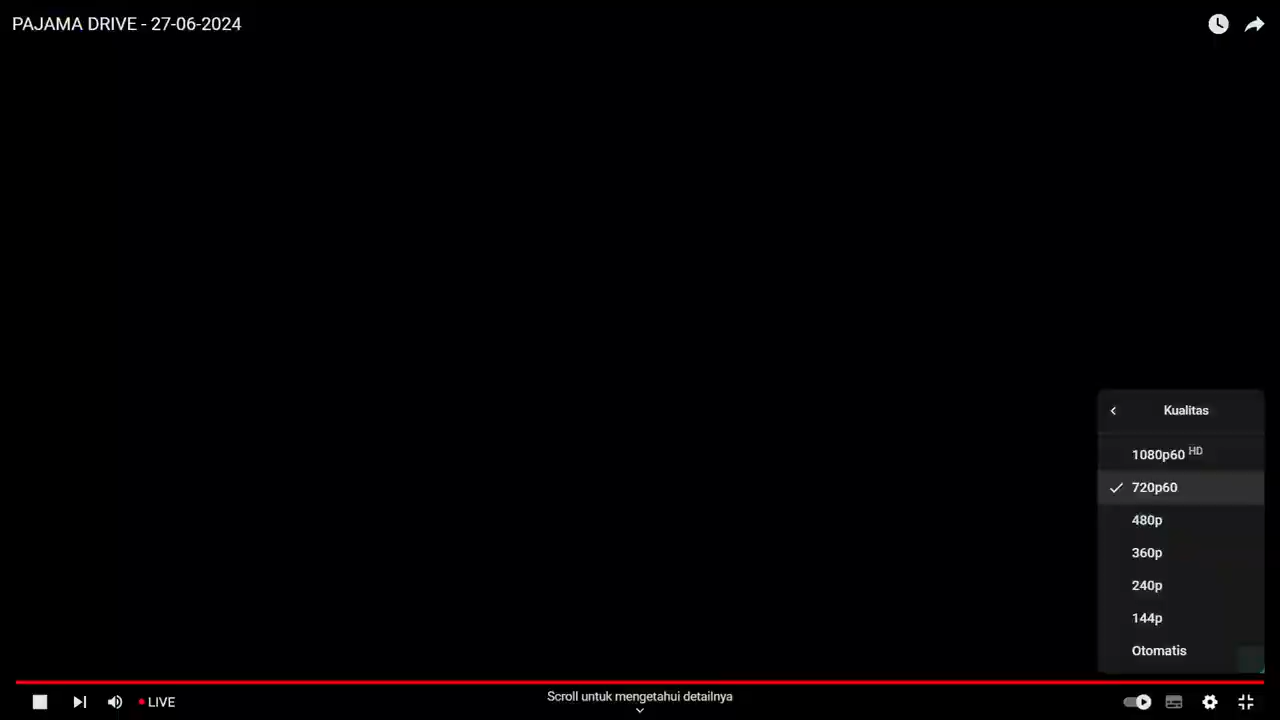 PAJAMA DRIVE - 27-06-2024
Kualitas
1080p60 HD
720p60
480p
360p
240p
144p
Otomatis
Scroll untuk mengetahui detailnya
LIVE